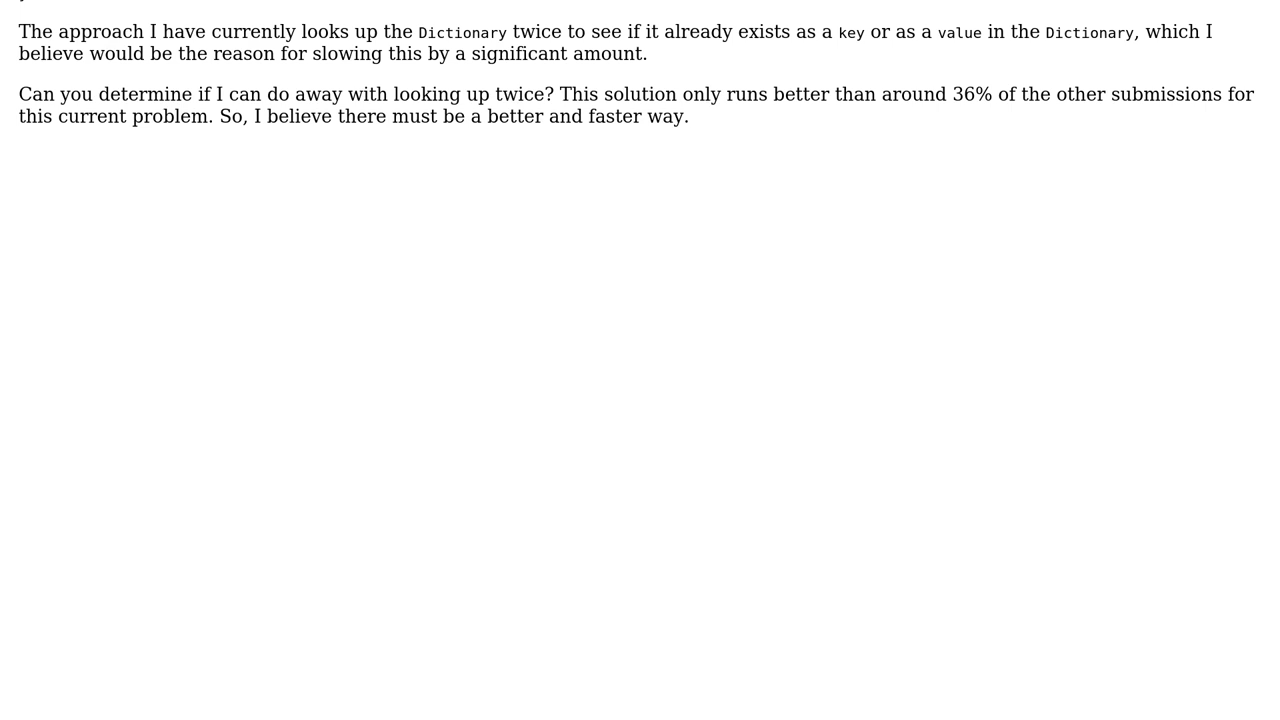 The approach I have currently looks up the Dictionary twice to see if it already exists as a key or as a value in the Dictionary, which I
believe would be the reason for slowing this by a significant amount.
Can you determine if I can do away with looking up twice? This solution only runs better than around 36% of the other submissions for
this current problem. So, I believe there must be a better and faster way.